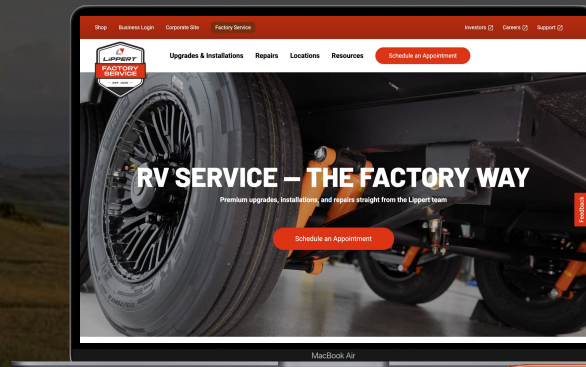 Shop Business Login Corporate Site Factory Service Investors Careers Support
LIPPERT
FACTORY
SERVICE
Upgrades & Installations Repairs Locations Resources Schedule an Appointment
RV SERVICE — THE FACTORY WAY
Premium upgrades, installations, and repairs straight from the Lippert team
Schedule an Appointment
Feedback
MacBook Air